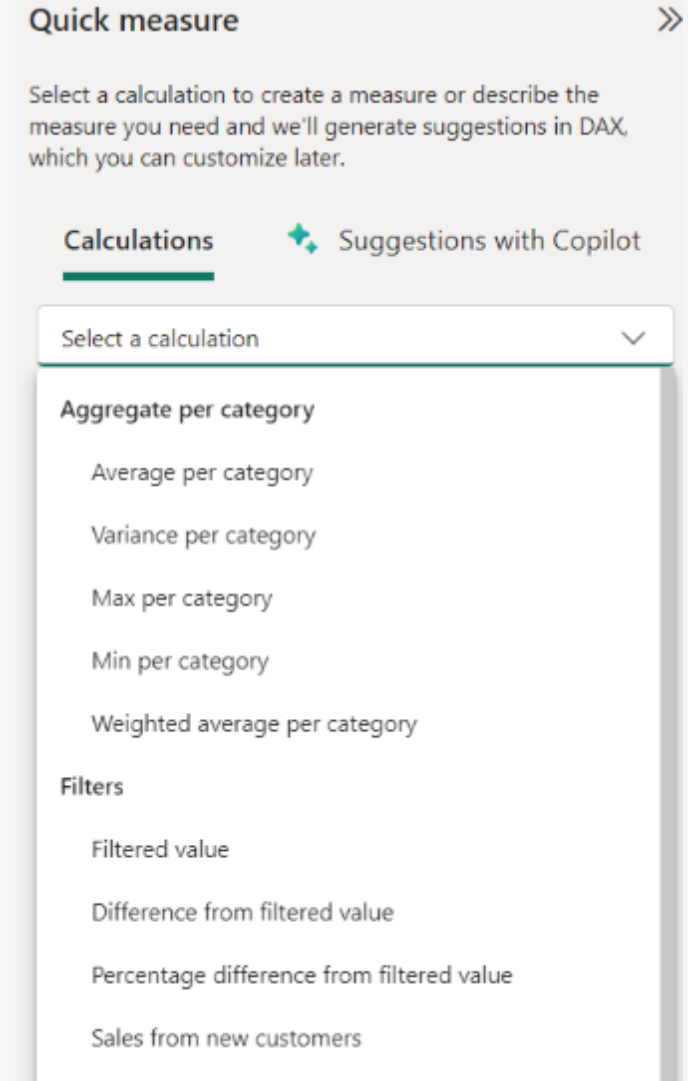 Quick measure
Select a calculation to create a measure or describe the
measure you need and we'll generate suggestions in DAX,
which you can customize later.
Calculations
Suggestions with Copilot
Select a calculation
Aggregate per category
Average per category
Variance per category
Max per category
Min per category
Weighted average per category
Filters
Filtered value
Difference from filtered value
Percentage difference from filtered value
Sales from new customers